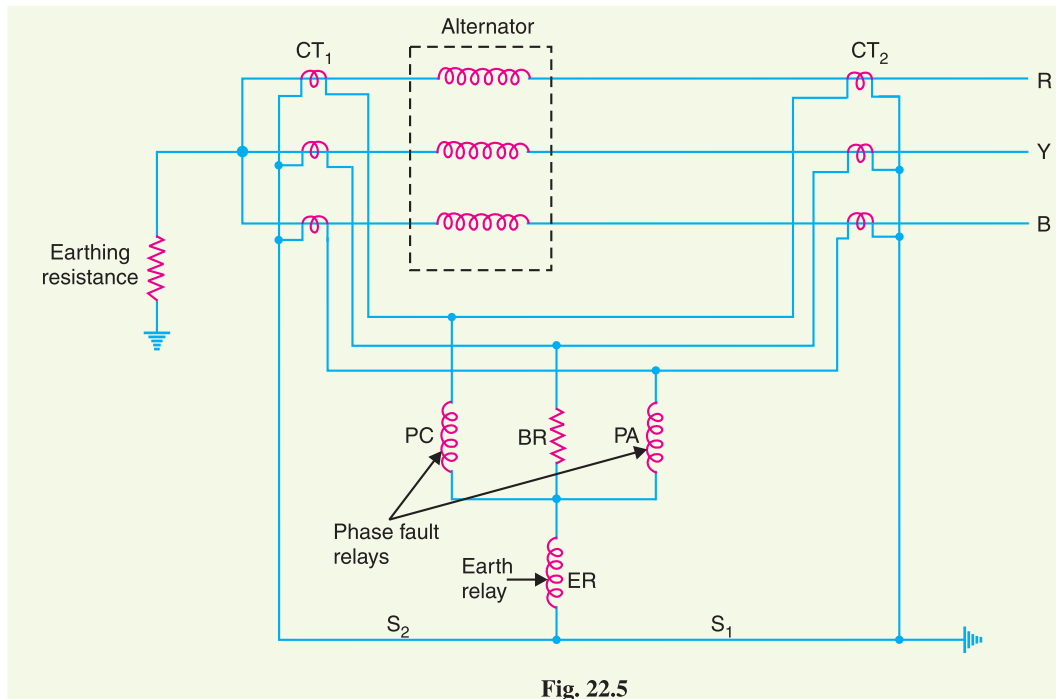 Alternator
CT₁
CT₂
R
Y
B
Earthing
resistance
PC
BR
PA
Phase fault
relays
Earth
relay
ER
S₂
S₁
Fig. 22.5